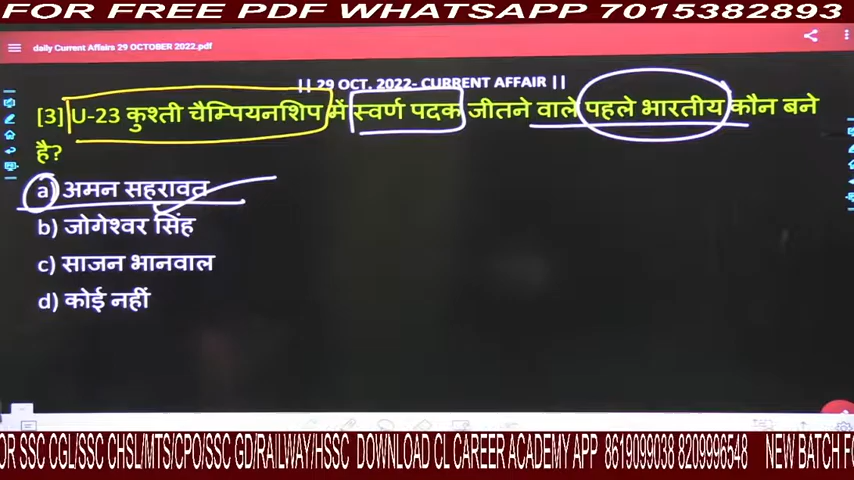 FOR FREE PDF WHATSAPP 7015382893
daily Current Affairs 29 OCTOBER 2022.pdf
|| 29 OCT. 2022- CURRENT AFFAIR ||
[3] U-23 कुश्ती चैम्पियनशिप में स्वर्ण पदक जीतने वाले पहले भारतीय कौन बने
है?
a) अमन सहरावत
b) जोगेश्वर सिंह
c) साजन भानवाल
d) कोई नहीं
OR SSC CGL/SSC CHSL/MTS/CPO/SSC GD/RAILWAY/HSSC DOWNLOAD CL CAREER ACADEMY APP 8619099038 8209996548 NEW BATCH FO